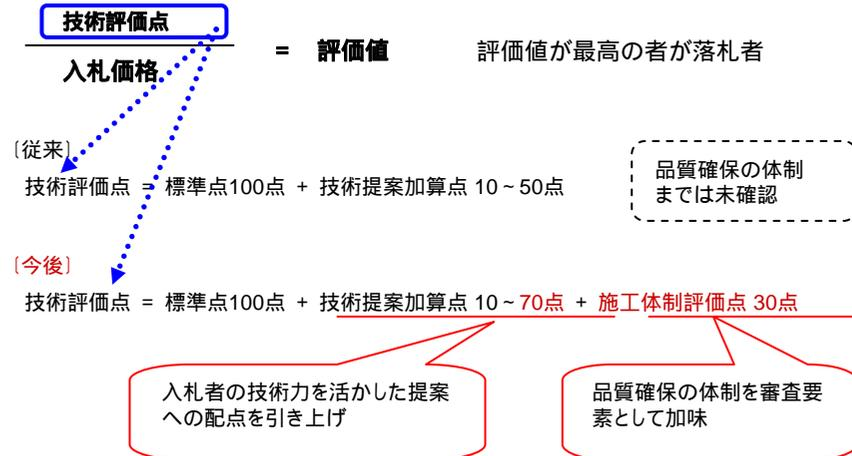 技術評価点
入札価格
= 評価値
評価値が最高の者が落札者
〔従来〕
技術評価点 = 標準点100点 + 技術提案加算点 10~50点
品質確保の体制
までは未確認
〔今後〕
技術評価点 = 標準点100点 + 技術提案加算点 10~70点 + 施工体制評価点 30点
入札者の技術力を活かした提案
への配点を引き上げ
品質確保の体制を審査要
素として加味